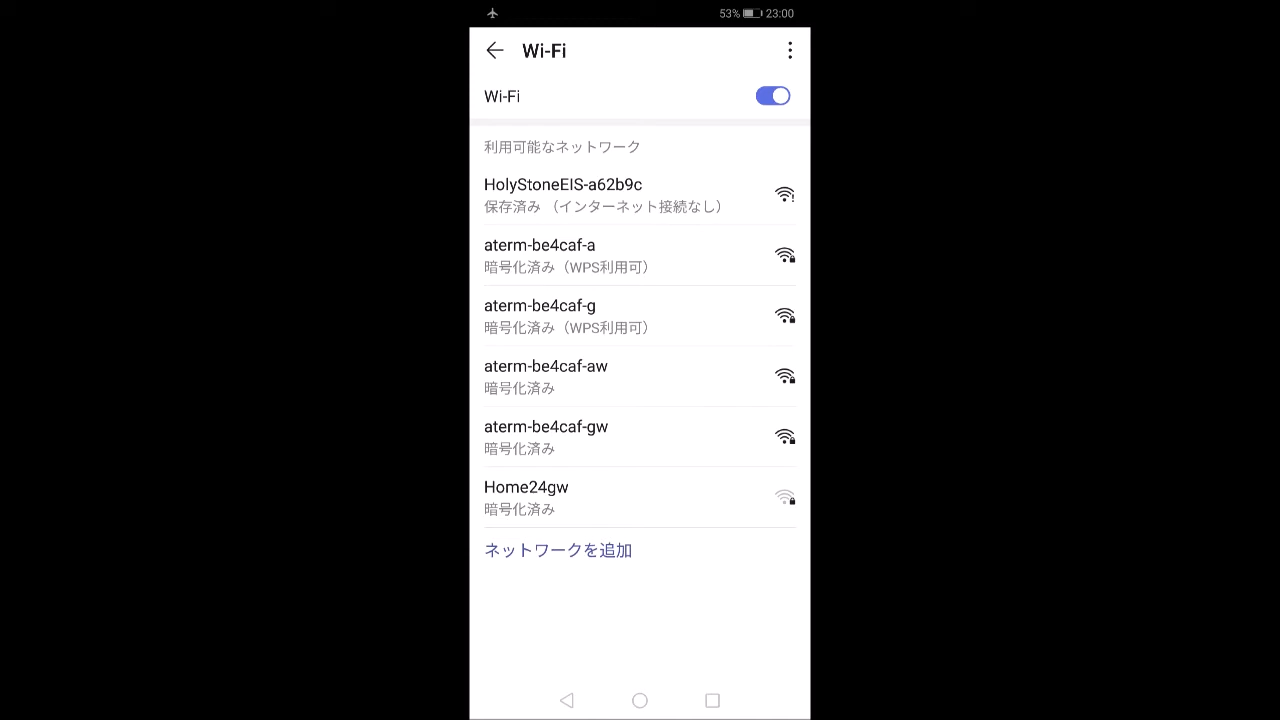 53% 23:00
Wi-Fi
Wi-Fi
利用可能なネットワーク
HolyStoneEIS-a62b9c
保存済み （インターネット接続なし）
aterm-be4caf-a
暗号化済み（WPS利用可）
aterm-be4caf-g
暗号化済み（WPS利用可）
aterm-be4caf-aw
暗号化済み
aterm-be4caf-gw
暗号化済み
Home24gw
暗号化済み
ネットワークを追加